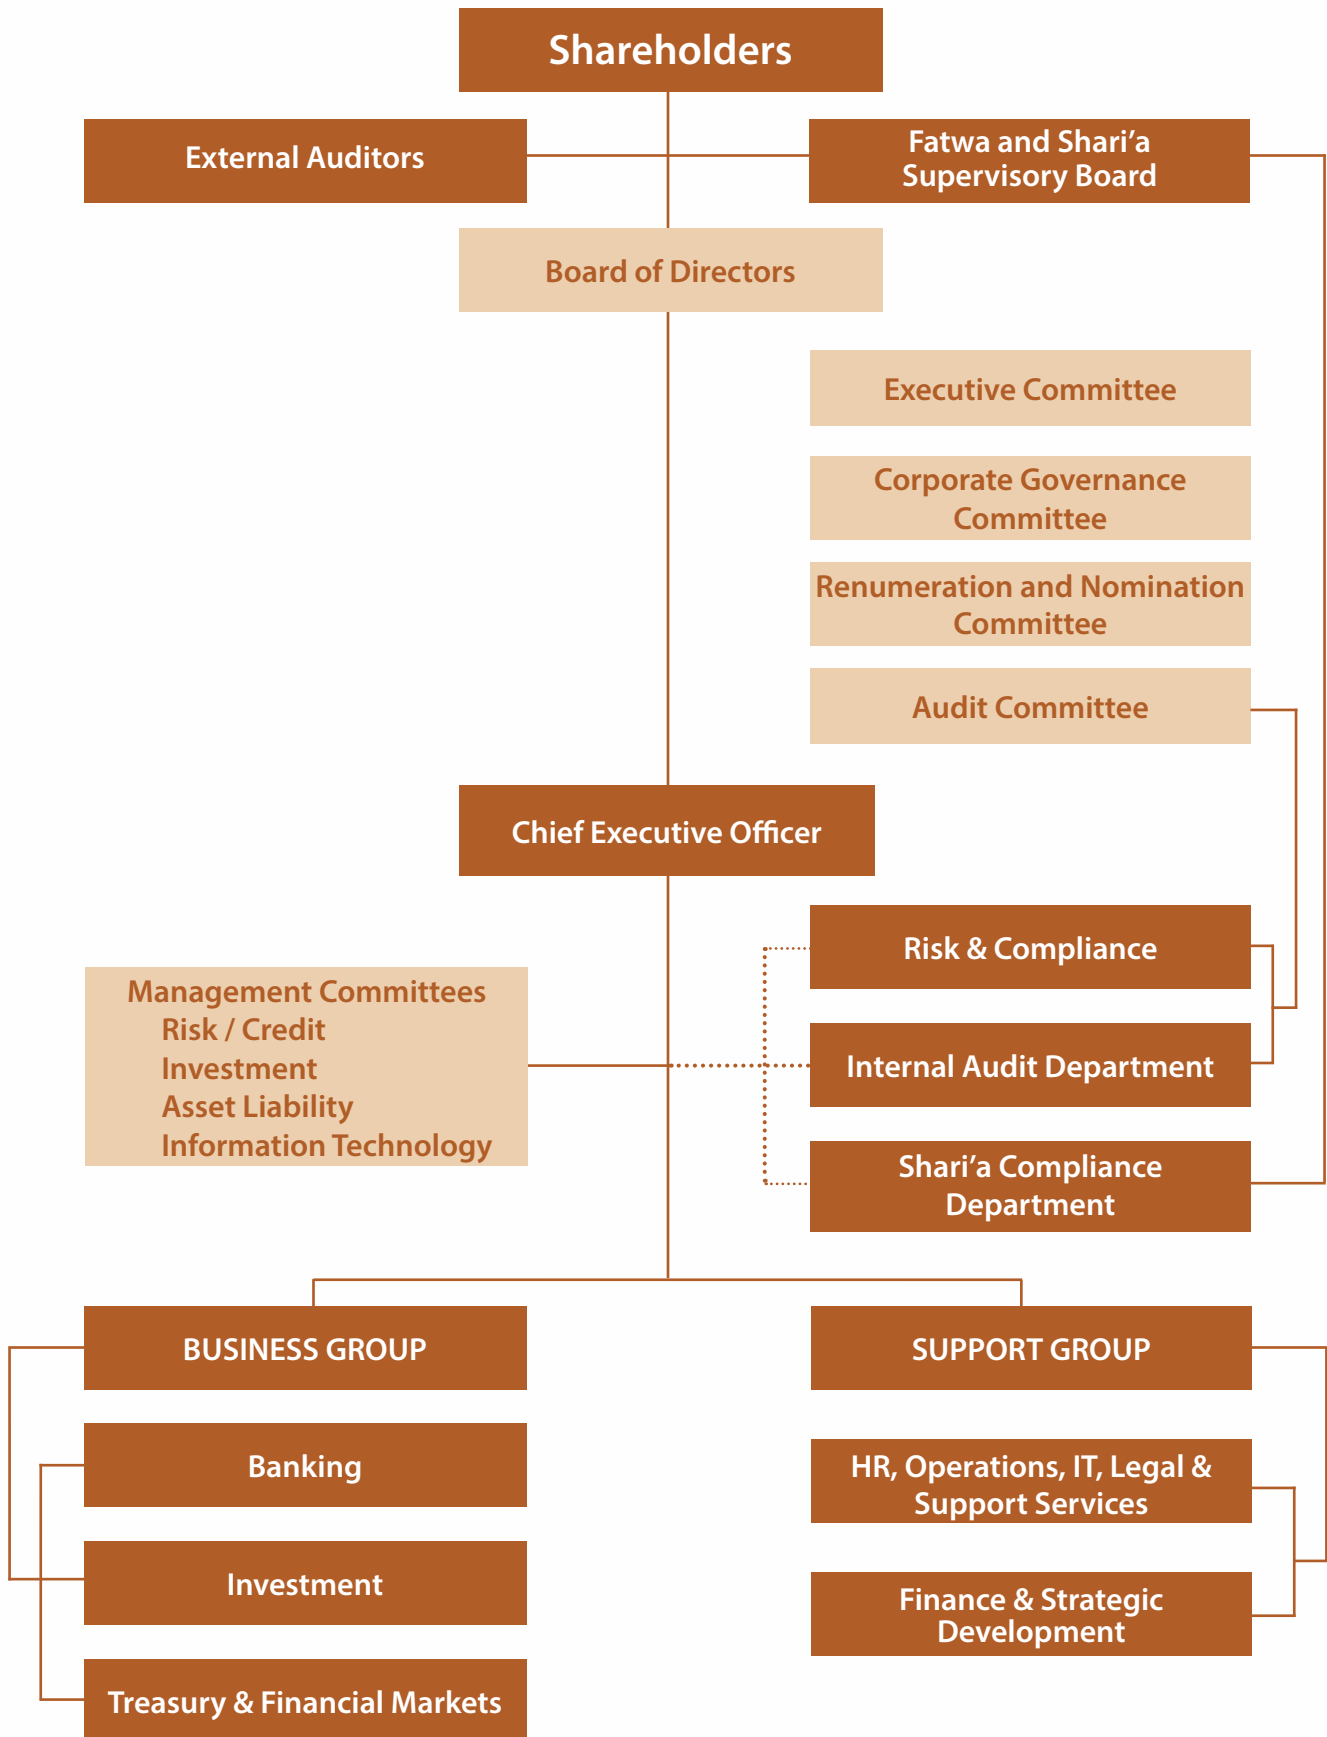 Shareholders
External Auditors
Fatwa and Shari’a
Supervisory Board
Board of Directors
Executive Committee
Corporate Governance
Committee
Renumeration and Nomination
Committee
Audit Committee
Chief Executive Officer
Risk & Compliance
Management Committees
Risk / Credit
Investment
Asset Liability
Information Technology
Internal Audit Department
Shari’a Compliance
Department
BUSINESS GROUP
SUPPORT GROUP
Banking
HR, Operations, IT, Legal &
Support Services
Investment
Finance & Strategic
Development
Treasury & Financial Markets